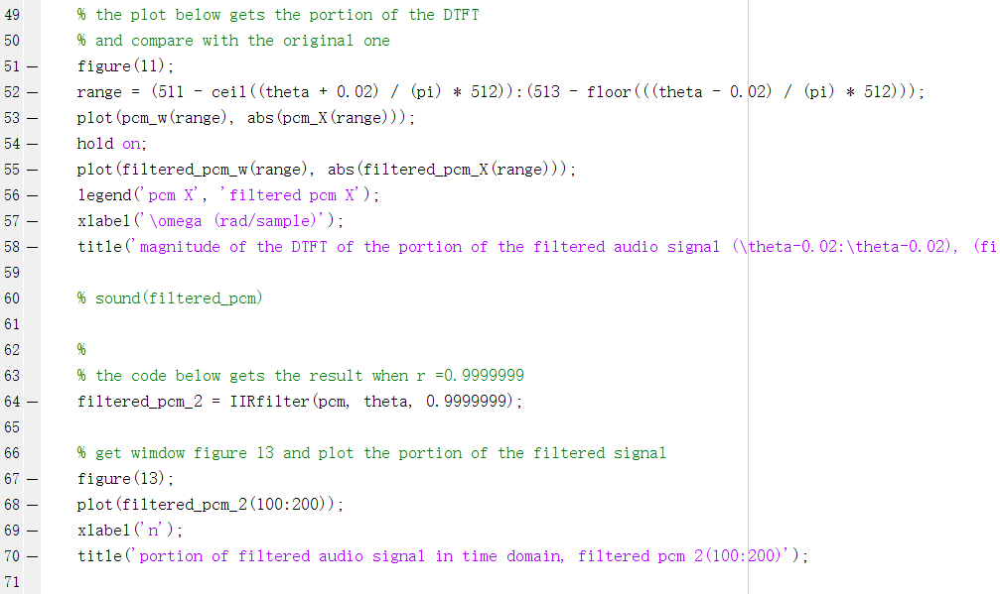 49 % the plot below gets the portion of the DTFT
50 % and compare with the original one
51 — figure(11);
52 — range = (511 - ceil((theta + 0.02) / (pi) * 512)):(513 - floor(((theta - 0.02) / (pi) * 512)));
53 — plot(pcm_w(range), abs(pcm_X(range)));
54 — hold on;
55 — plot(filtered_pcm_w(range), abs(filtered_pcm_X(range)));
56 — legend('pcm X', 'filtered pcm X');
57 — xlabel('\omega (rad/sample)');
58 — title('magnitude of the DTFT of the portion of the filtered audio signal (\theta-0.02:\theta-0.02), (fi
59
60 % sound(filtered_pcm)
61
62 %
63 % the code below gets the result when r =0.9999999
64 — filtered_pcm_2 = IIRfilter(pcm, theta, 0.9999999);
65
66 % get wimdow figure 13 and plot the portion of the filtered signal
67 — figure(13);
68 — plot(filtered_pcm_2(100:200));
69 — xlabel('n');
70 — title('portion of filtered audio signal in time domain, filtered pcm 2(100:200)');
71